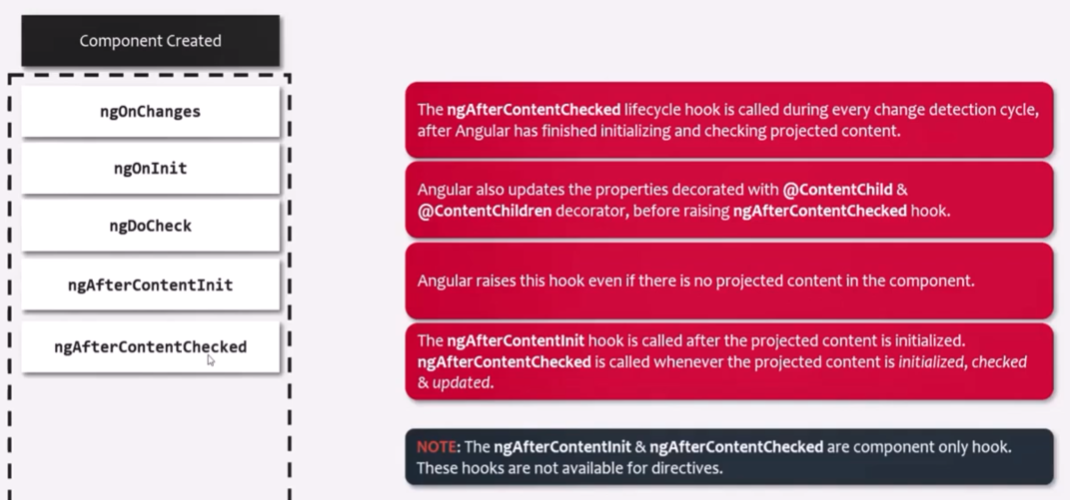 Component Created
ngOnChanges
ngOnInit
ngDoCheck
ngAfterContentInit
ngAfterContentChecked
The ngAfterContentChecked lifecycle hook is called during every change detection cycle,
after Angular has finished initializing and checking projected content.
Angular also updates the properties decorated with @ContentChild &
@ContentChildren decorator, before raising ngAfterContentChecked hook.
Angular raises this hook even if there is no projected content in the component.
The ngAfterContentInit hook is called after the projected content is initialized.
ngAfterContentChecked is called whenever the projected content is initialized, checked
& updated.
NOTE: The ngAfterContentInit & ngAfterContentChecked are component only hook.
These hooks are not available for directives.